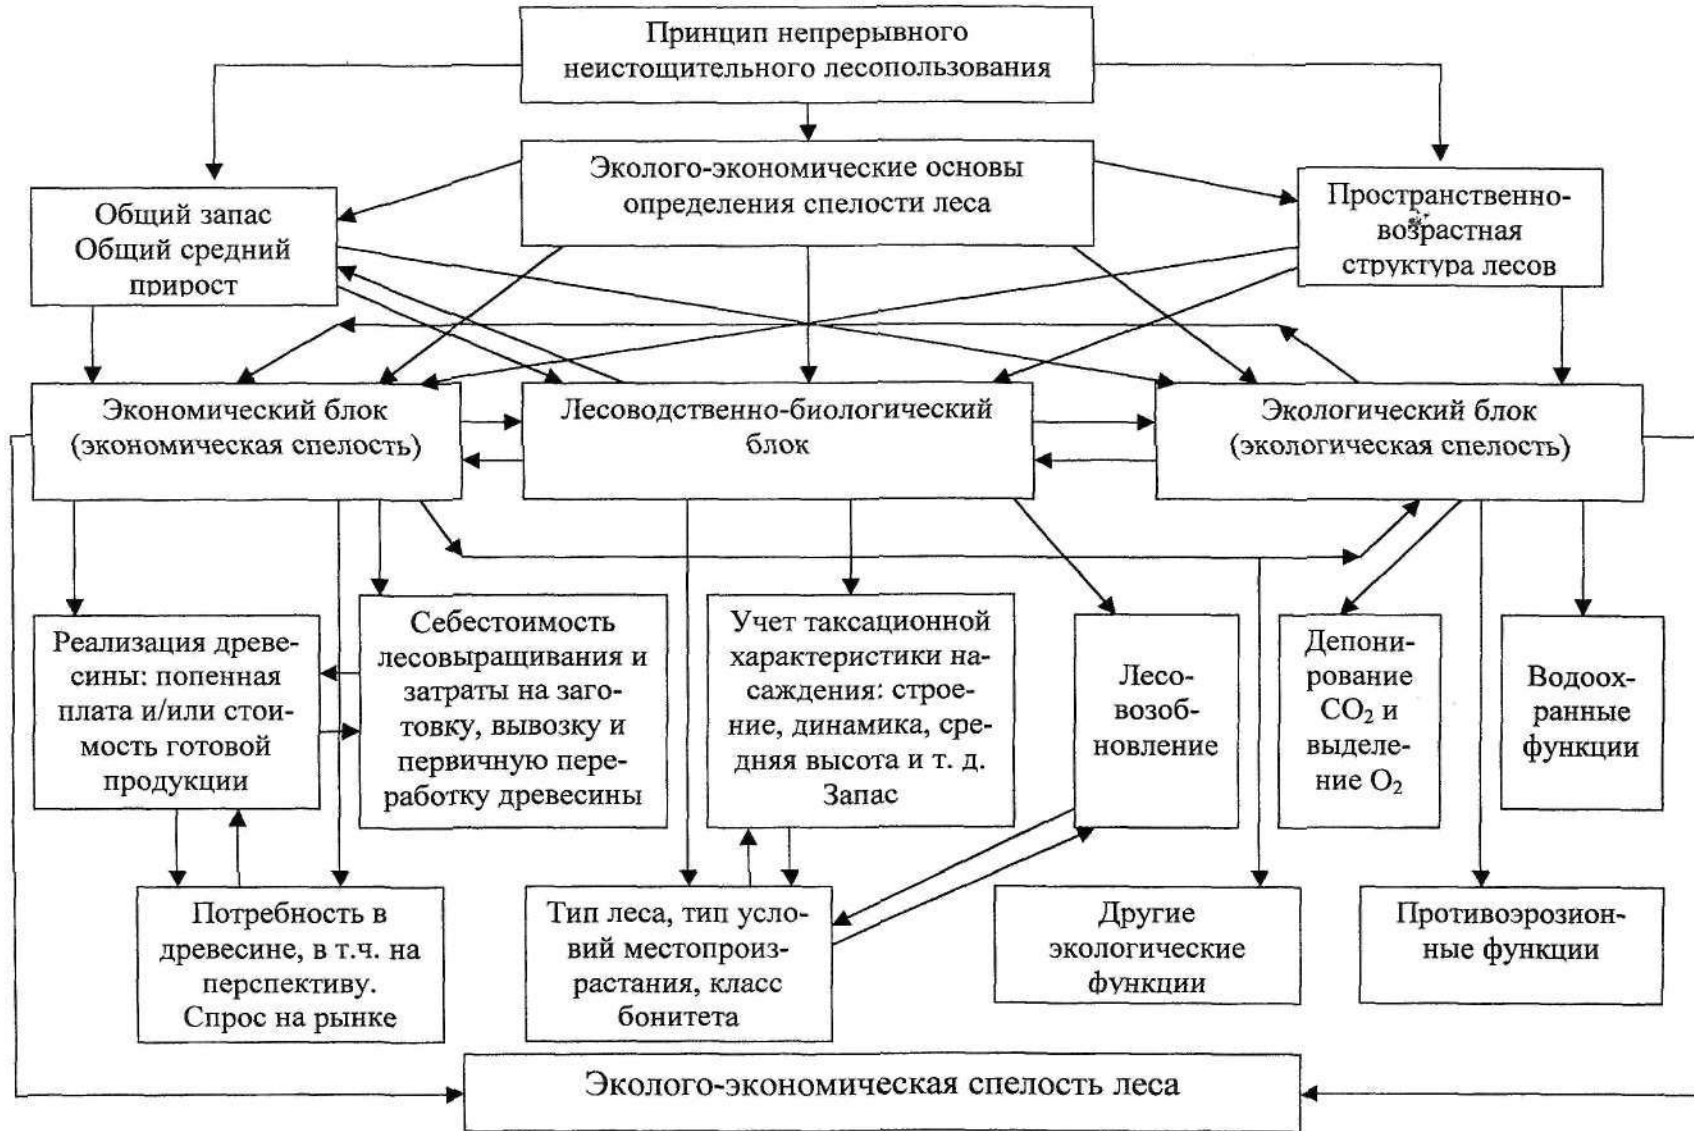 Принцип непрерывного
неистощительного лесопользования
Эколого-экономические основы
определения спелости леса
Общий запас
Общий средний
прирост
Пространственно-
возрастная
структура лесов
Экономический блок
(экономическая спелость)
Лесоводственно-биологический
блок
Экологический блок
(экологическая спелость)
Реализация древе-
сины: попенная
плата и/или стои-
мость готовой
продукции
Себестоимость
лесовыращивания и
затраты на заго-
товку, вывозку и
первичную пере-
работку древесины
Учет таксационной
характеристики на-
саждения: строе-
ние, динамика, сре-
дняя высота и т. д.
Запас
Лесо-
возоб-
новление
Депони-
рование
CO₂ и
выделе-
ние O₂
Водоох-
ранные
функции
Потребность в
древесине, в т.ч. на
перспективу.
Спрос на рынке
Тип леса, тип усло-
вий местопроиз-
растания, класс
бонитета
Другие
экологические
функции
Противоэрозион-
ные функции
Эколого-экономическая спелость леса